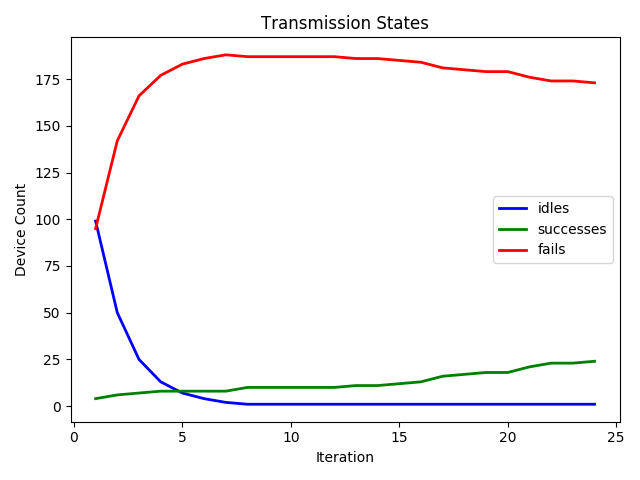 Transmission States
Device Count
175
150
125
100
75
50
25
0
idles
successes
fails
0 5 10 15 20 25
Iteration